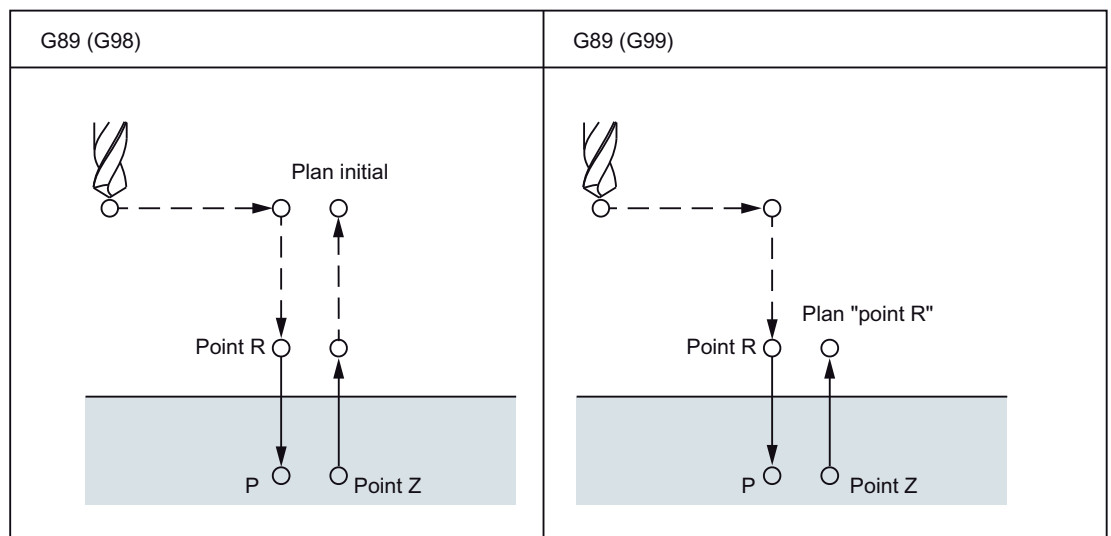 G89 (G98)
G89 (G99)
Plan initial
Point R
P
Point Z
Plan "point R"
Point R
P
Point Z